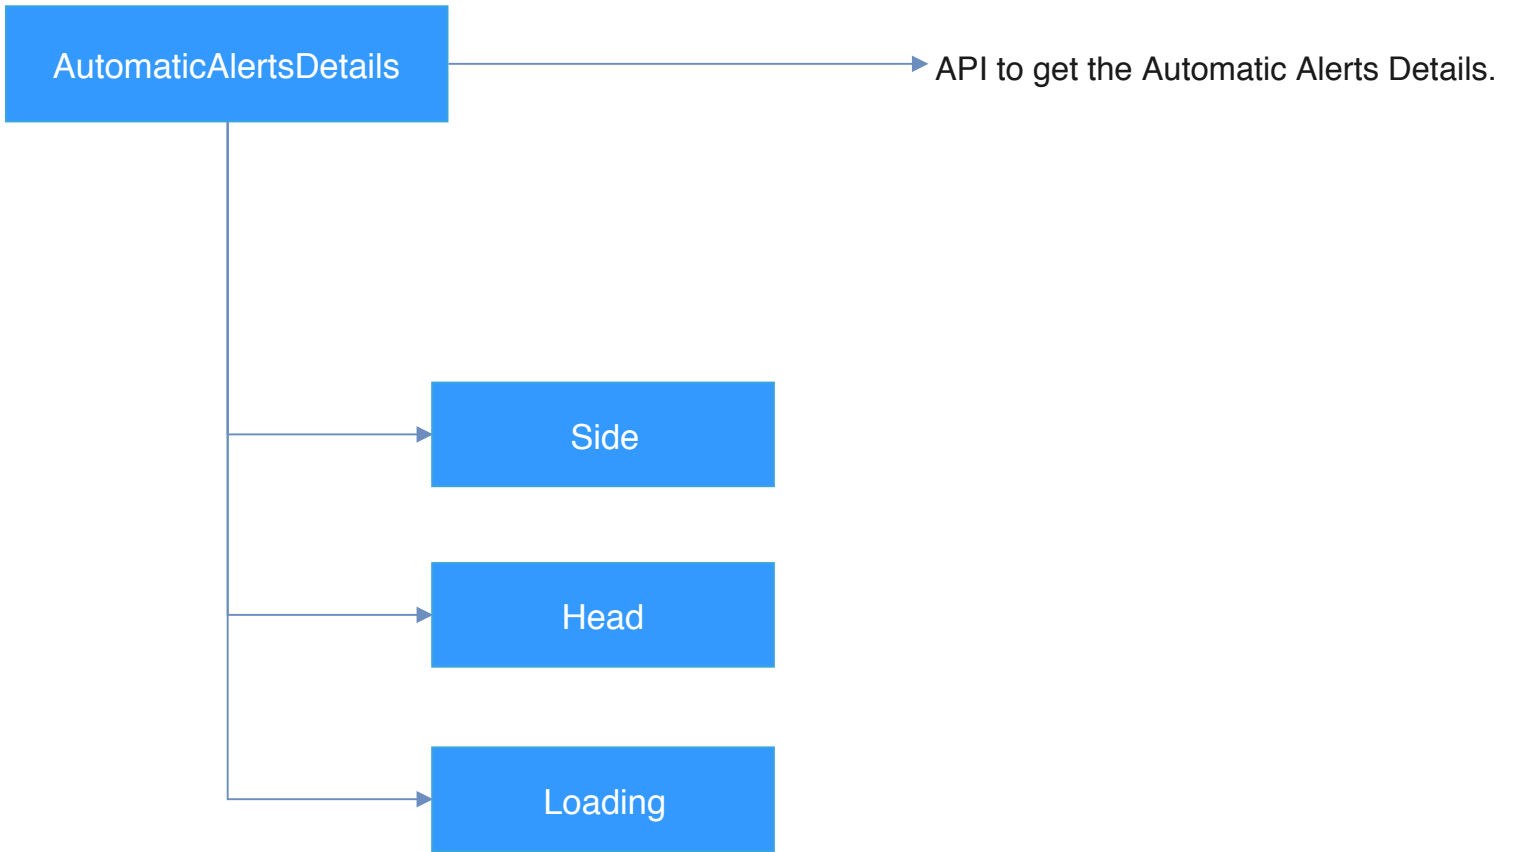 AutomaticAlertsDetails
API to get the Automatic Alerts Details.
Side
Head
Loading